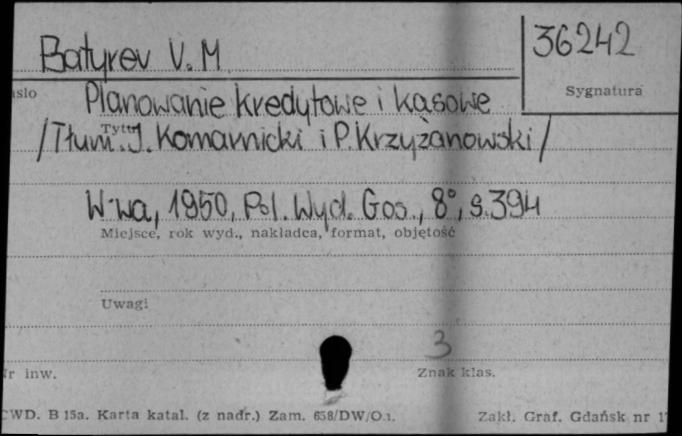 Batyrev V. M
36242
Sygnatura
Planowanie kredytowe i kasowe
Tytuł
/Tłum. J. Komarnicki i P. Krzyżanowski/
W-wa, 1950, Pol. Wyd. Gos., 8°, s. 394
Miejsce, rok wyd., nakładca, format, objętość
Uwagi
3
inw.
Znak klas.
WD. B 15a. Karta katal. (z nadr.) Zam. 658/DW/O.1.
Zakł. Graf. Gdańsk nr